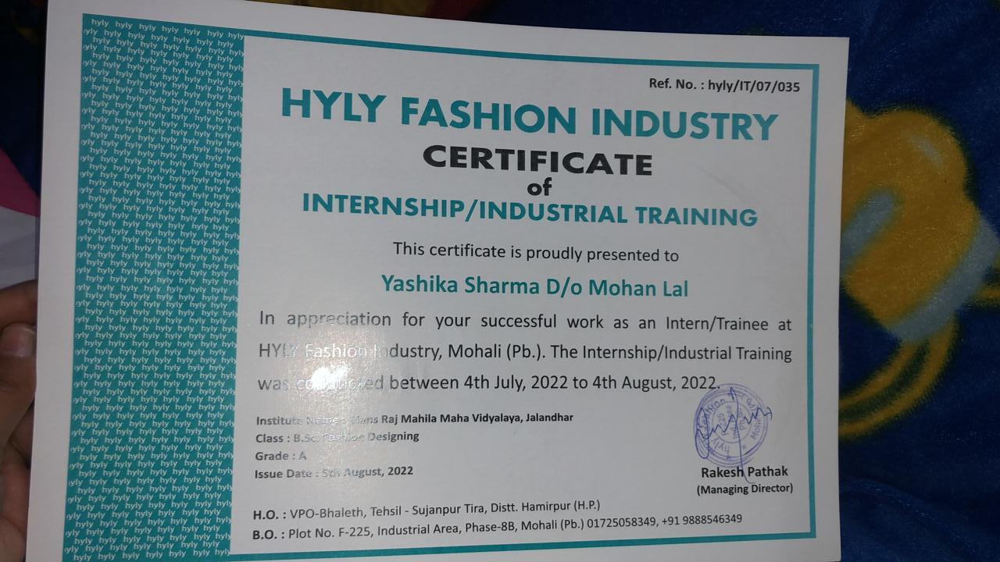 Ref. No. : hyly/IT/07/035
HYLY FASHION INDUSTRY
CERTIFICATE
of
INTERNSHIP/INDUSTRIAL TRAINING
This certificate is proudly presented to
Yashika Sharma D/o Mohan Lal
In appreciation for your successful work as an Intern/Trainee at
HYLY Fashion Industry, Mohali (Pb.). The Internship/Industrial Training
was conducted between 4th July, 2022 to 4th August, 2022.
Institute Name : Hans Raj Mahila Maha Vidyalaya, Jalandhar
Class : B.Sc. Fashion Designing
Grade : A
Issue Date : 5th August, 2022
Rakesh Pathak
(Managing Director)
H.O. : VPO-Bhaleth, Tehsil - Sujanpur Tira, Distt. Hamirpur (H.P.)
B.O. : Plot No. F-225, Industrial Area, Phase-8B, Mohali (Pb.) 01725058349, +91 9888546349